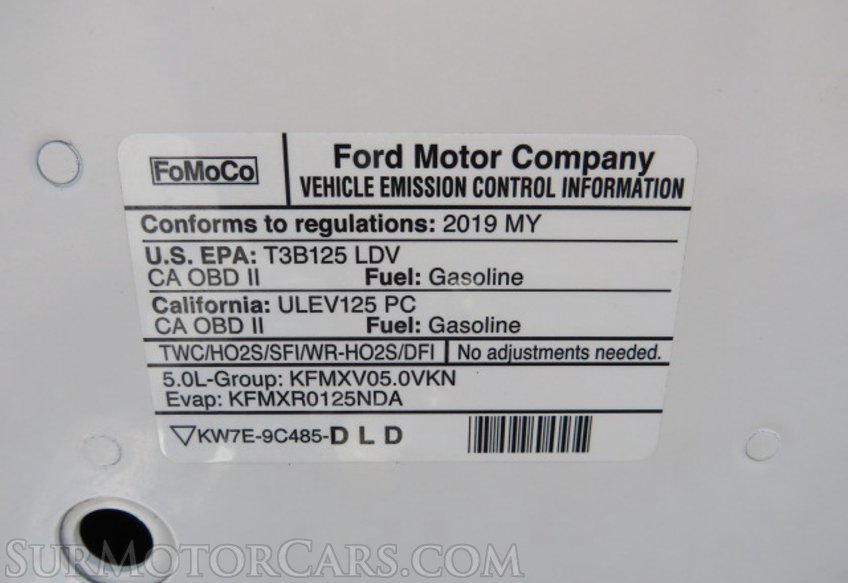 FoMoCo
Ford Motor Company
VEHICLE EMISSION CONTROL INFORMATION
Conforms to regulations: 2019 MY
U.S. EPA: T3B125 LDV
CA OBD II Fuel: Gasoline
California: ULEV125 PC
CA OBD II Fuel: Gasoline
TWC/HO2S/SFI/WR-HO2S/DFI No adjustments needed.
5.0L-Group: KFMXV05.0VKN
Evap: KFMXR0125NDA
KW7E-9C485-D L D
SurMotorCars.com